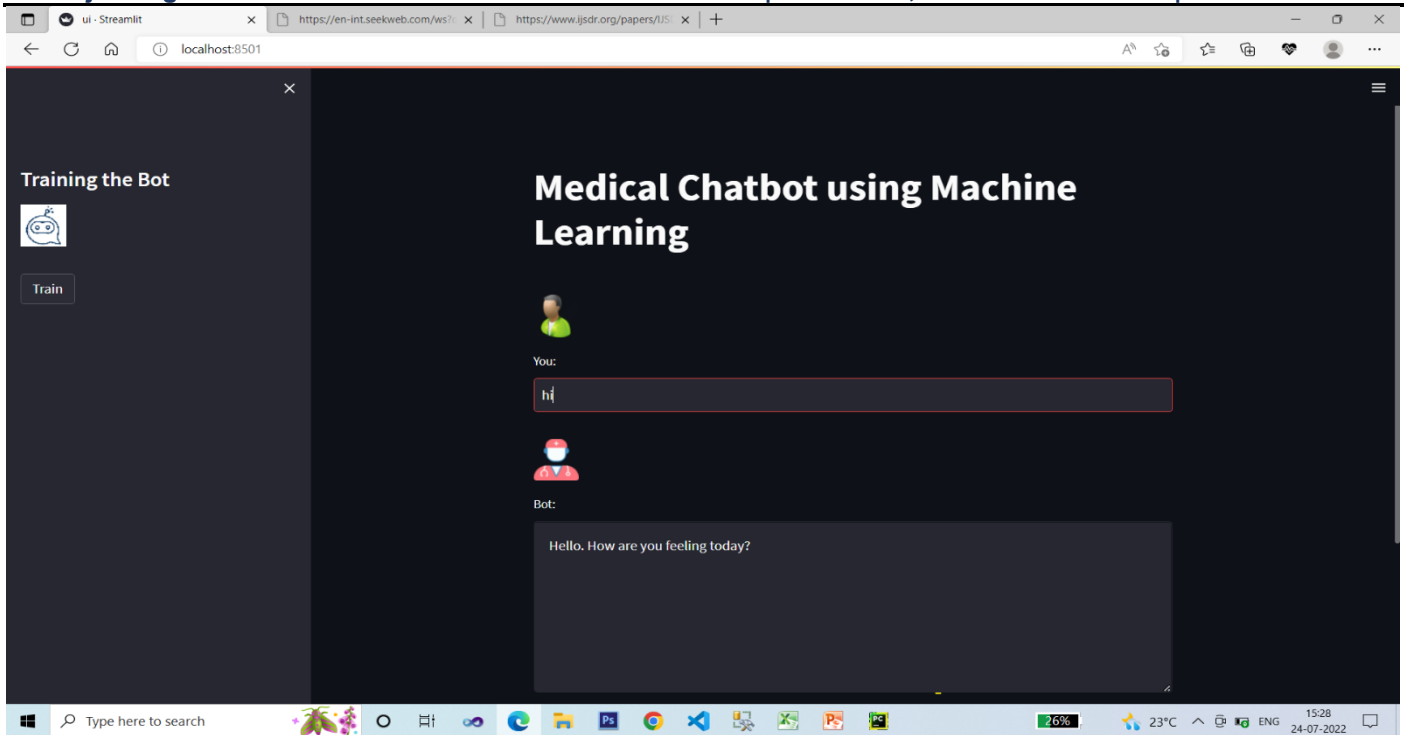 ui · Streamlit
https://en-int.seekweb.com/ws?
https://www.ijsdr.org/papers/IJS
localhost:8501
Training the Bot
Train
Medical Chatbot using Machine
Learning
You:
hi
Bot:
Hello. How are you feeling today?
Type here to search
Ps
PC
26%
23°C
ENG
15:28
24-07-2022